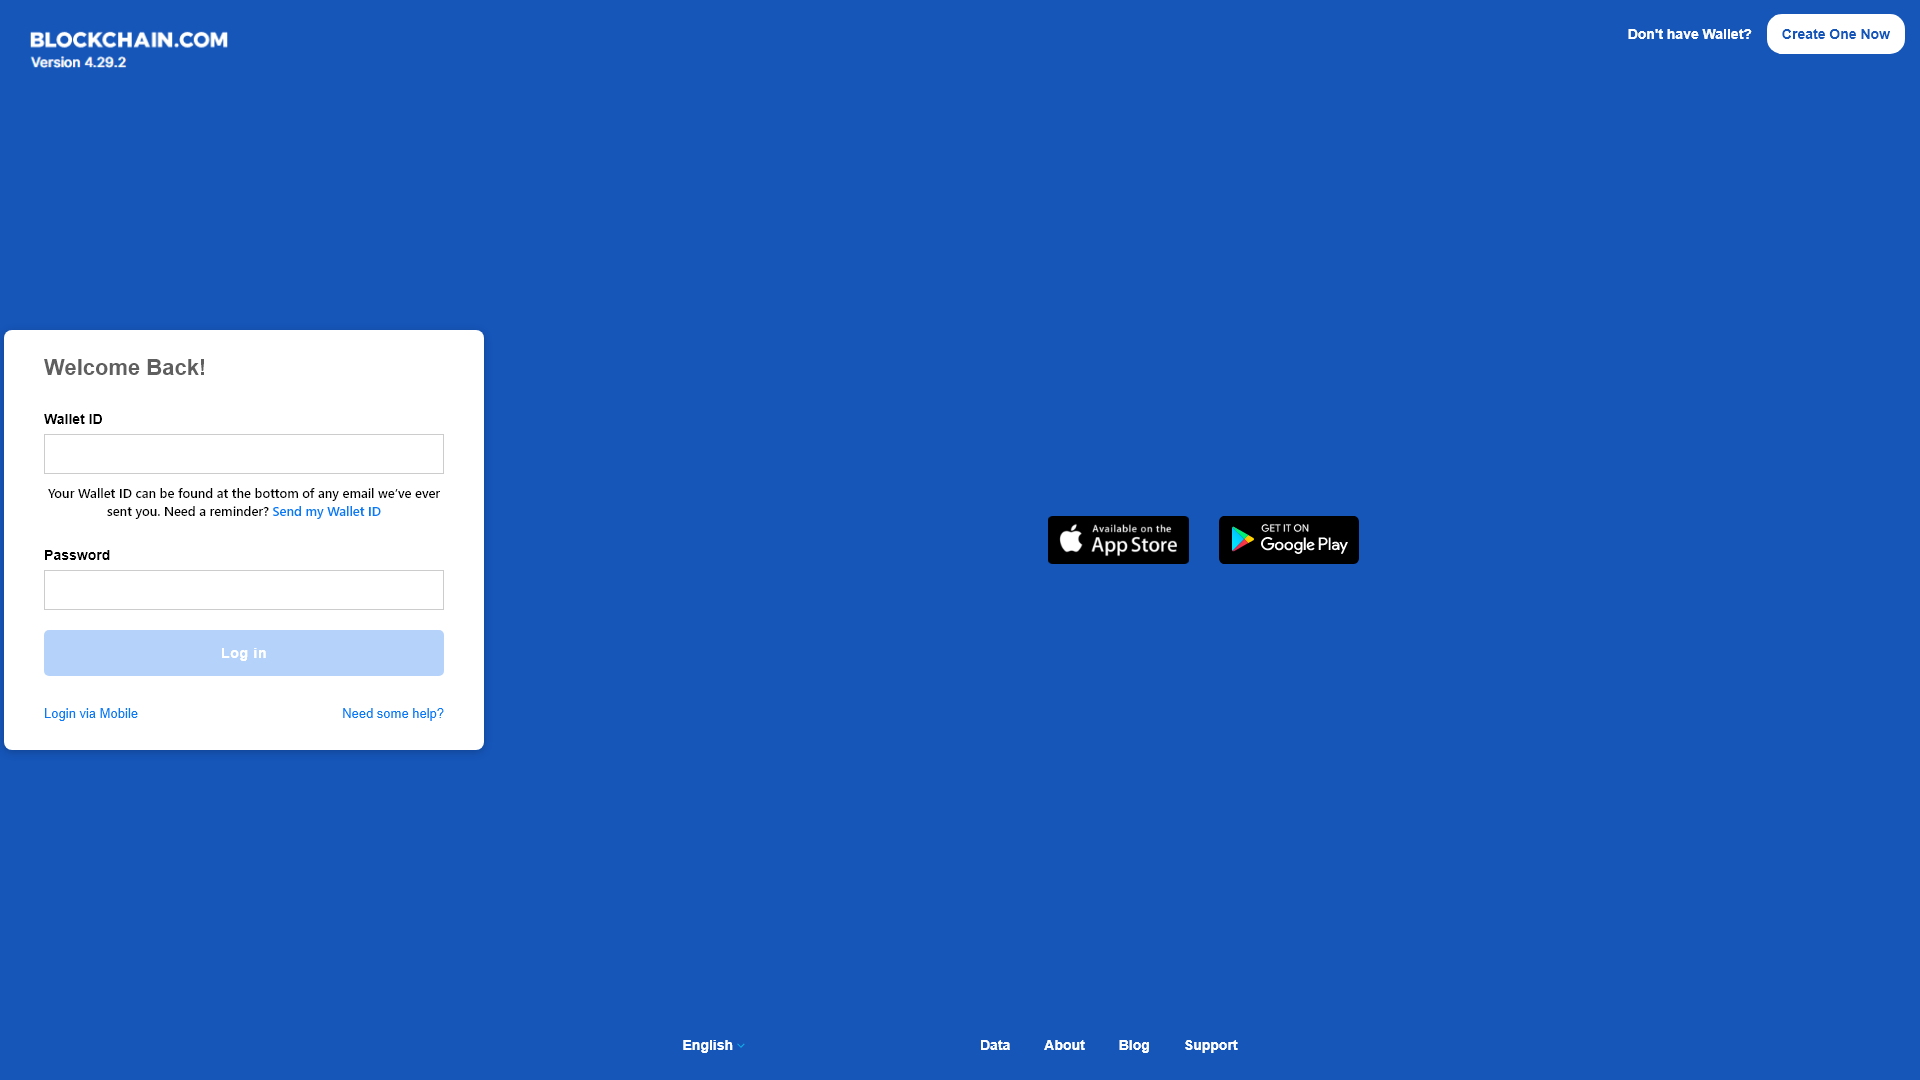 BLOCKCHAIN.COM
Version 4.29.2
Don't have Wallet?
Create One Now
Welcome Back!
Wallet ID
Your Wallet ID can be found at the bottom of any email we've ever
sent you. Need a reminder? Send my Wallet ID
Password
Log in
Login via Mobile
Need some help?
Available on the
App Store
GET IT ON
Google Play
English
Data
About
Blog
Support